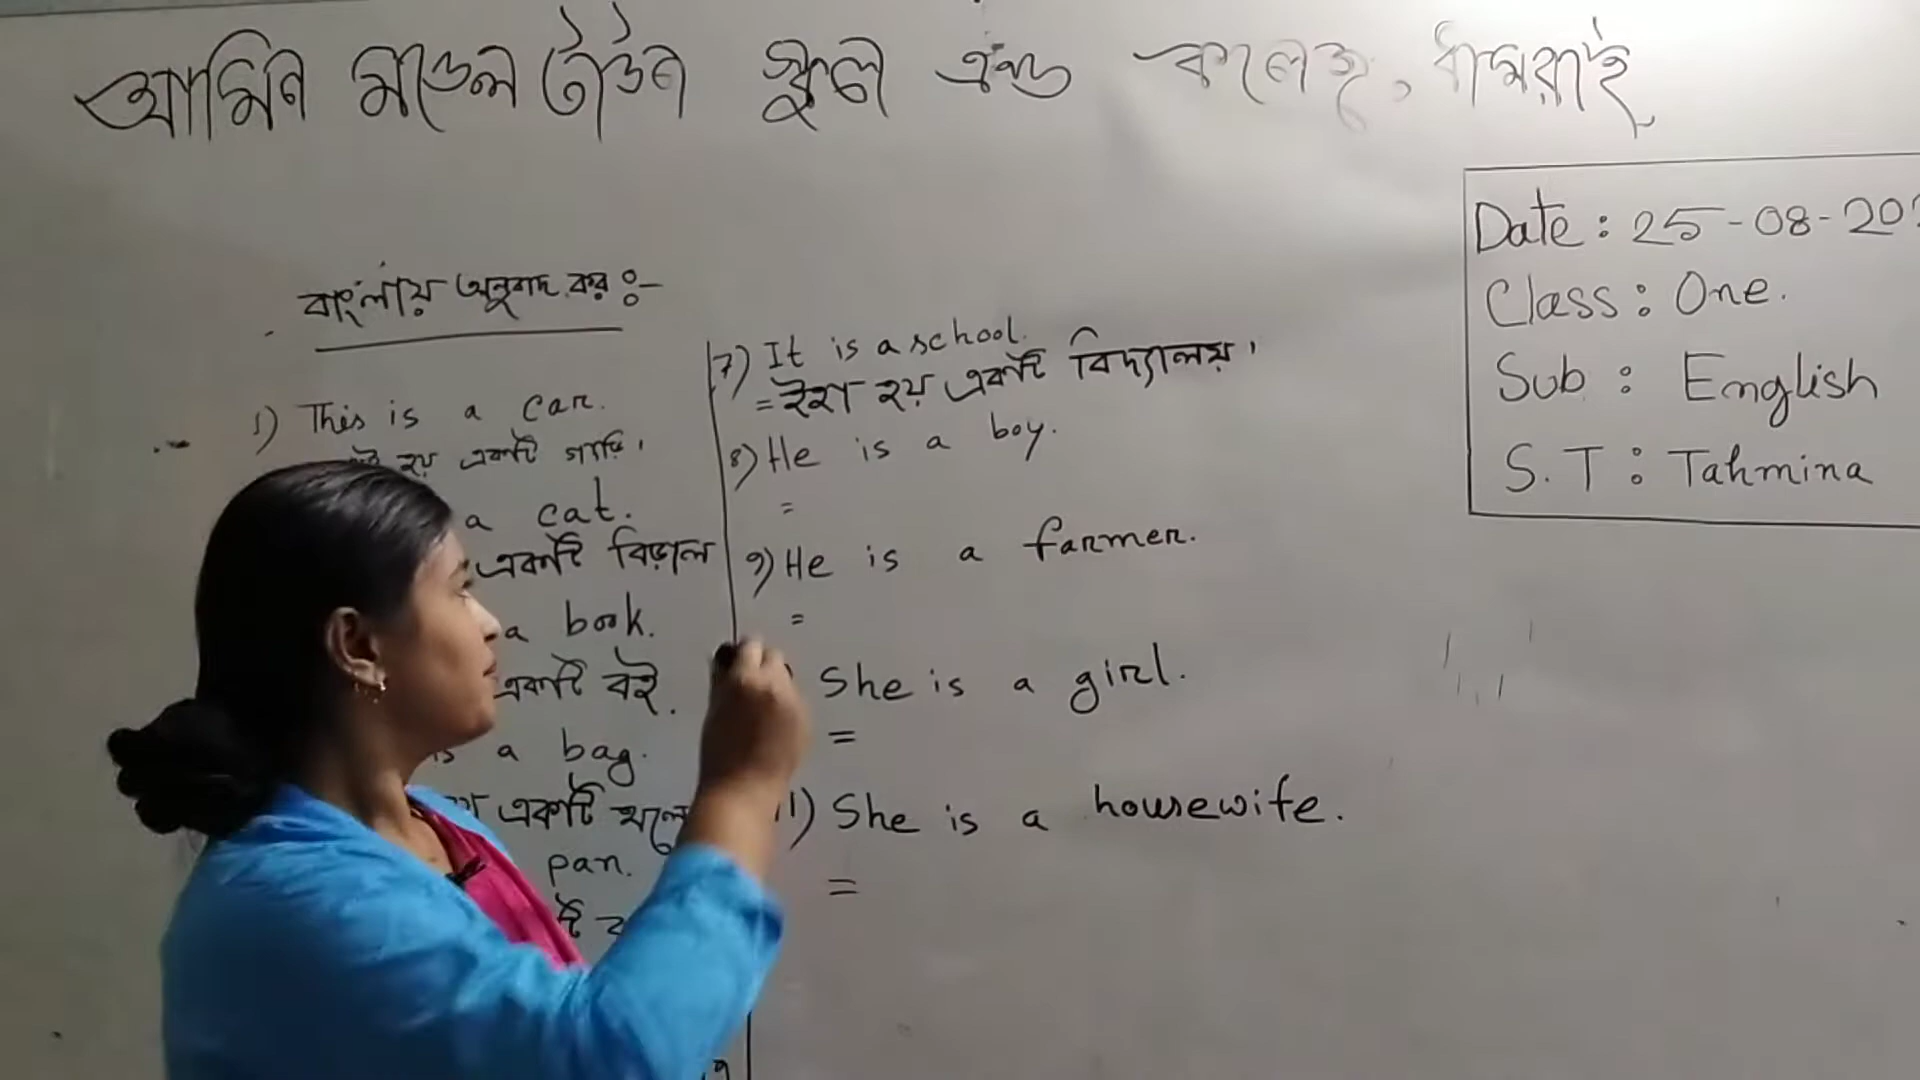 আমিন মডেল টাউন স্কুল এন্ড কলেজ, ধামরাই
Date : 25-08-20
Class : One.
Sub : English
S. T : Tahmina
বাংলায় অনুবাদ কর :-
1) This is a car.
হয় একটি গাড়ি।
a cat.
একটি বিড়াল
a book.
একটি বই.
a bag.
একটি থলে
pan.
7) It is a school.
= ইহা হয় একটি বিদ্যালয়।
8) He is a boy.
=
9) He is a farmer.
=
She is a girl.
=
11) She is a housewife.
=